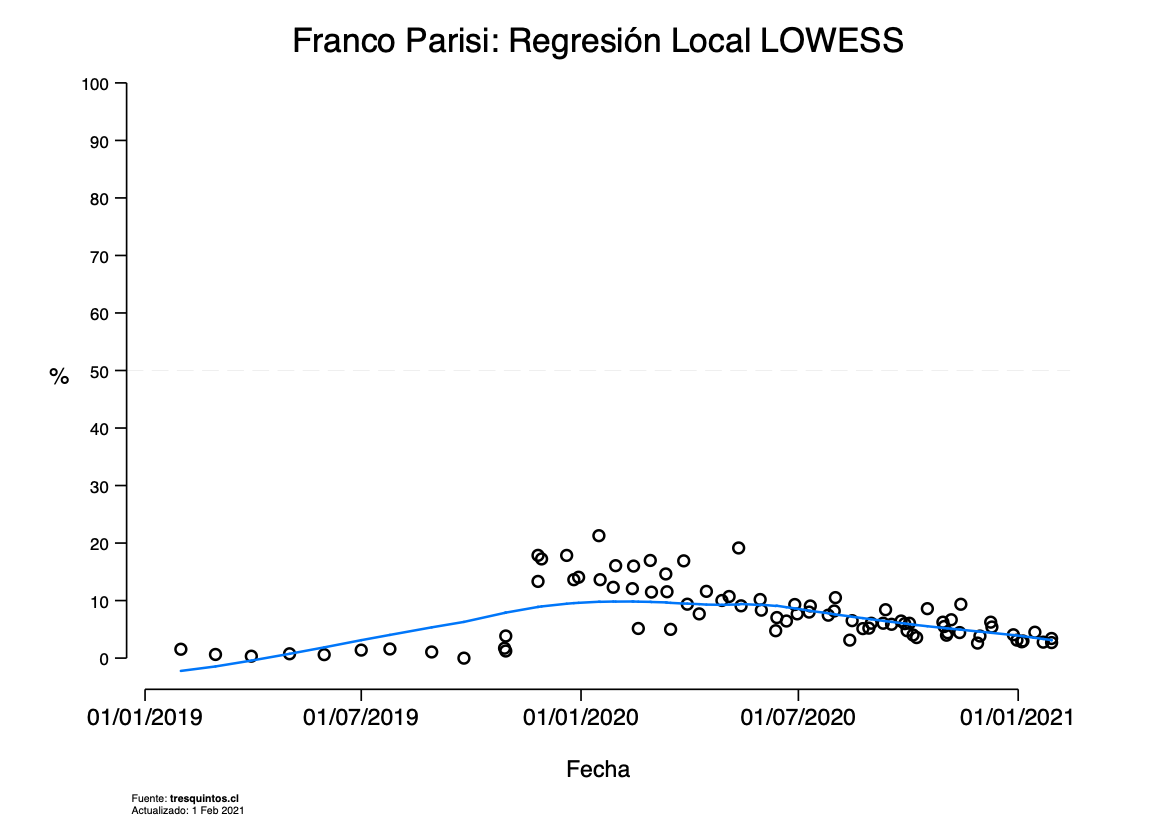 Franco Parisi: Regresión Local LOWESS
100
90
80
70
60
%
50
40
30
20
10
0
01/01/2019 01/07/2019 01/01/2020 01/07/2020 01/01/2021
Fecha
Fuente: tresquintos.cl
Actualizado: 1 Feb 2021